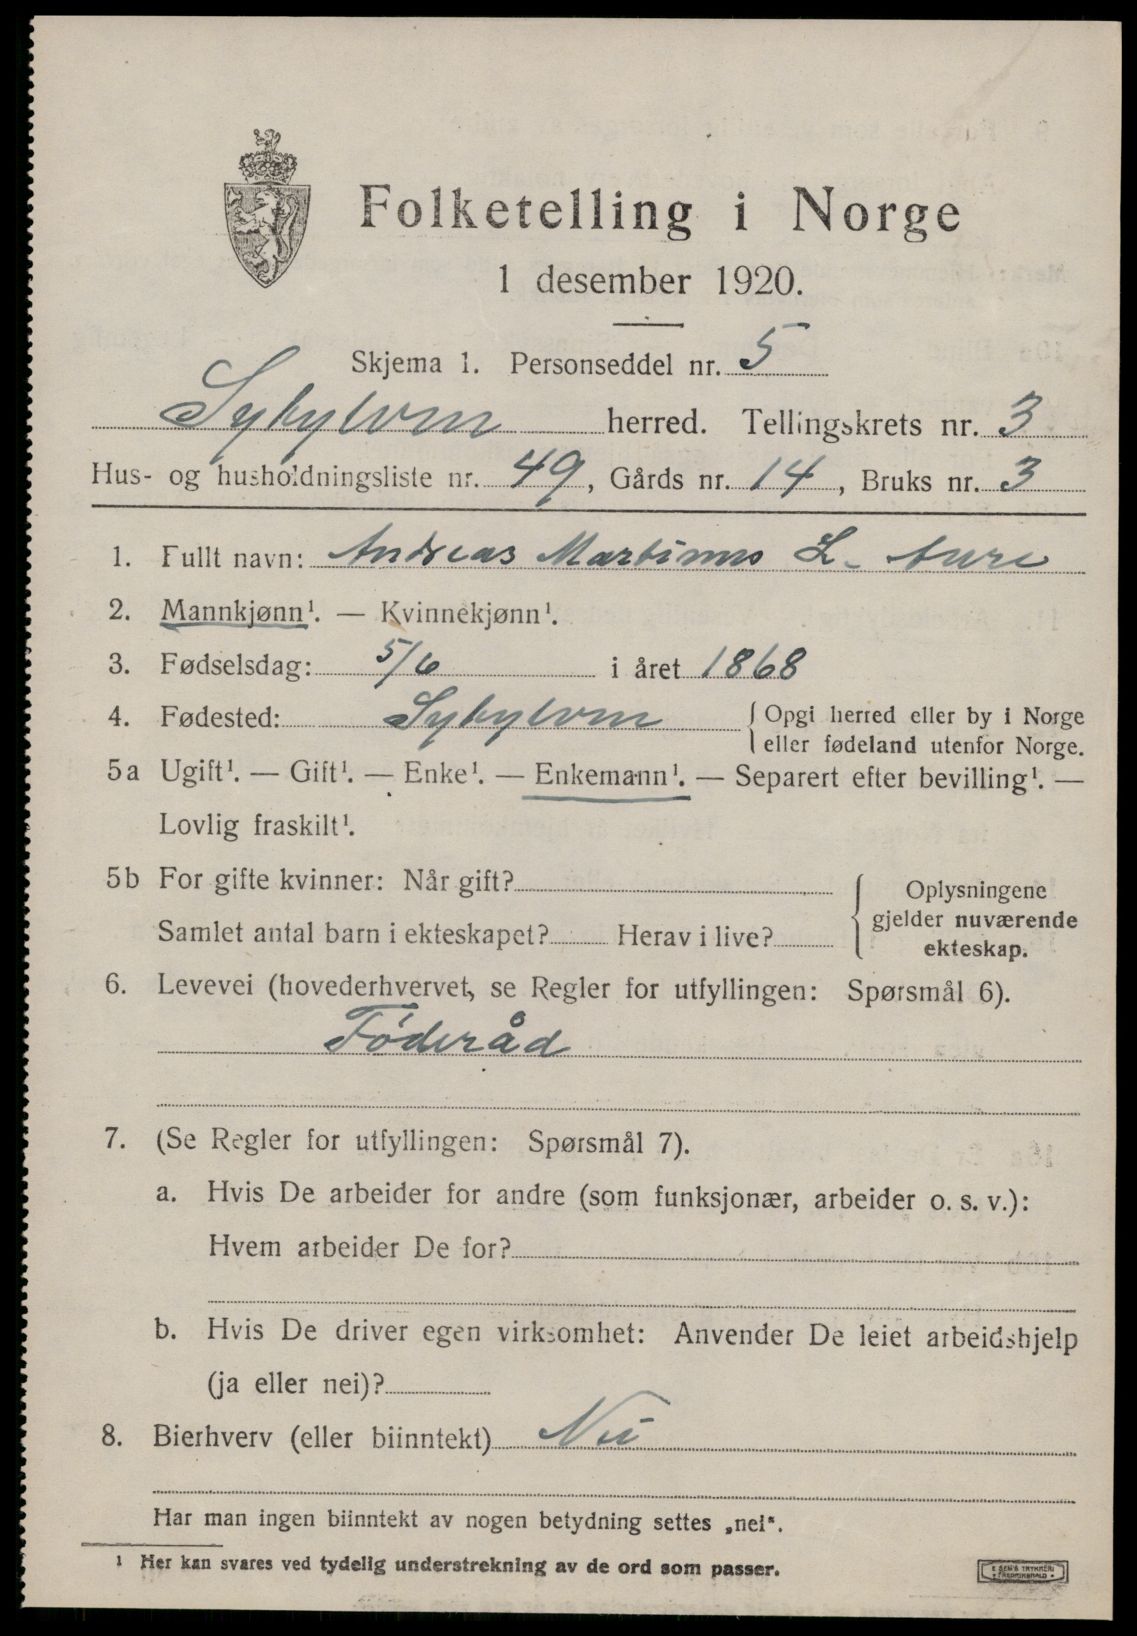 Folketelling i Norge
1 desember 1920.
Skjema 1. Personseddel nr. 5
Sykylven herred. Tellingskrets nr. 3
Hus- og husholdningsliste nr. 49, Gårds nr. 14, Bruks nr. 3
1. Fullt navn: Andreas Martinus L. Aure
2. Mannkjønn¹. — Kvinnekjønn¹.
3. Fødselsdag: 5/6 i året 1868
4. Fødested: Sykylven {Opgi herred eller by i Norge
eller fødeland utenfor Norge.
5a Ugift¹. — Gift¹. — Enke¹. — Enkemann¹. — Separert efter bevilling¹. —
Lovlig fraskilt¹.
5b For gifte kvinner: Når gift?
Samlet antal barn i ekteskapet? Herav i live?
{Oplysningene
gjelder nuværende
ekteskap.
6. Levevei (hovederhvervet, se Regler for utfyllingen: Spørsmål 6).
Föderåd
7. (Se Regler for utfyllingen: Spørsmål 7).
a. Hvis De arbeider for andre (som funksjonær, arbeider o. s. v.):
Hvem arbeider De for?
b. Hvis De driver egen virksomhet: Anvender De leiet arbeidshjelp
(ja eller nei)?
8. Bierhverv (eller biinntekt) Nei
Har man ingen biinntekt av nogen betydning settes „nei“.
¹ Her kan svares ved tydelig understrekning av de ord som passer.